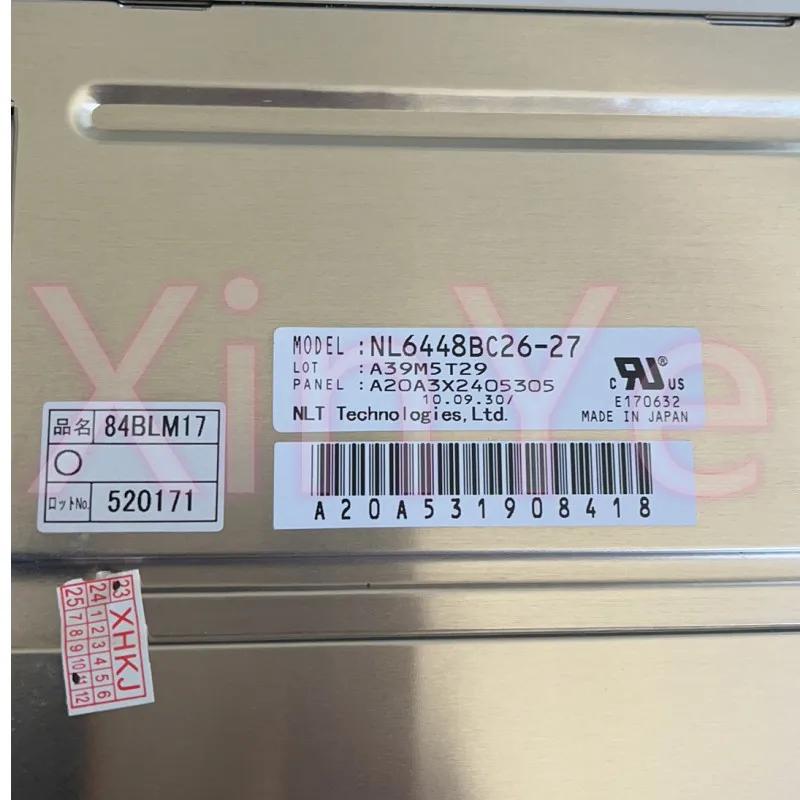 XinYe
MODEL : NL6448BC26-27
LOT : A39M5T29
PANEL : A20A3X2405305
10.09.30/
NLT Technologies, Ltd.
C RU ® US
E170632
MADE IN JAPAN
A20A531908418
品名 84BLM17
○
ロットNo. 520171
XHKJ
23 1 2 3 4 5 6
24
25 7 8 9 10 11 12